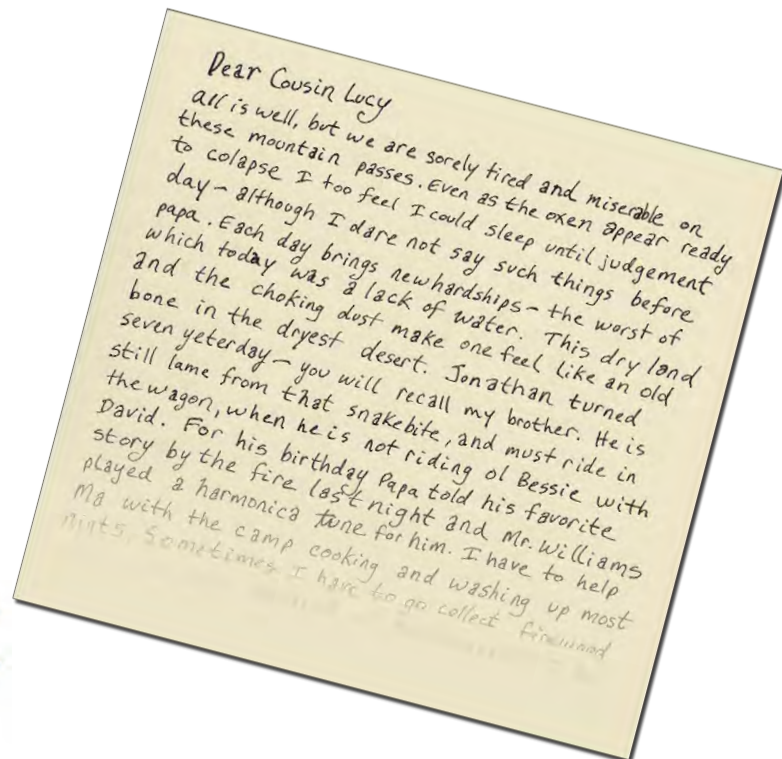 Dear Cousin Lucy
all is well, but we are sorely tired and miserable on
these mountain passes. Even as the oxen appear ready
to colapse I too feel I could sleep until judgement
day - although I dare not say such things before
papa. Each day brings new hardships - the worst of
which today was a lack of water. This dry land
and the choking dust make one feel like an old
bone in the dryest desert. Jonathan turned
seven yeterday - you will recall my brother. He is
still lame from that snakebite, and must ride in
the wagon, when he is not riding ol Bessie with
David. For his birthday Papa told his favorite
story by the fire last night and Mr. Williams
played a harmonica tune for him. I have to help
Ma with the camp cooking and washing up most
nights. Sometimes I have to go collect firewood